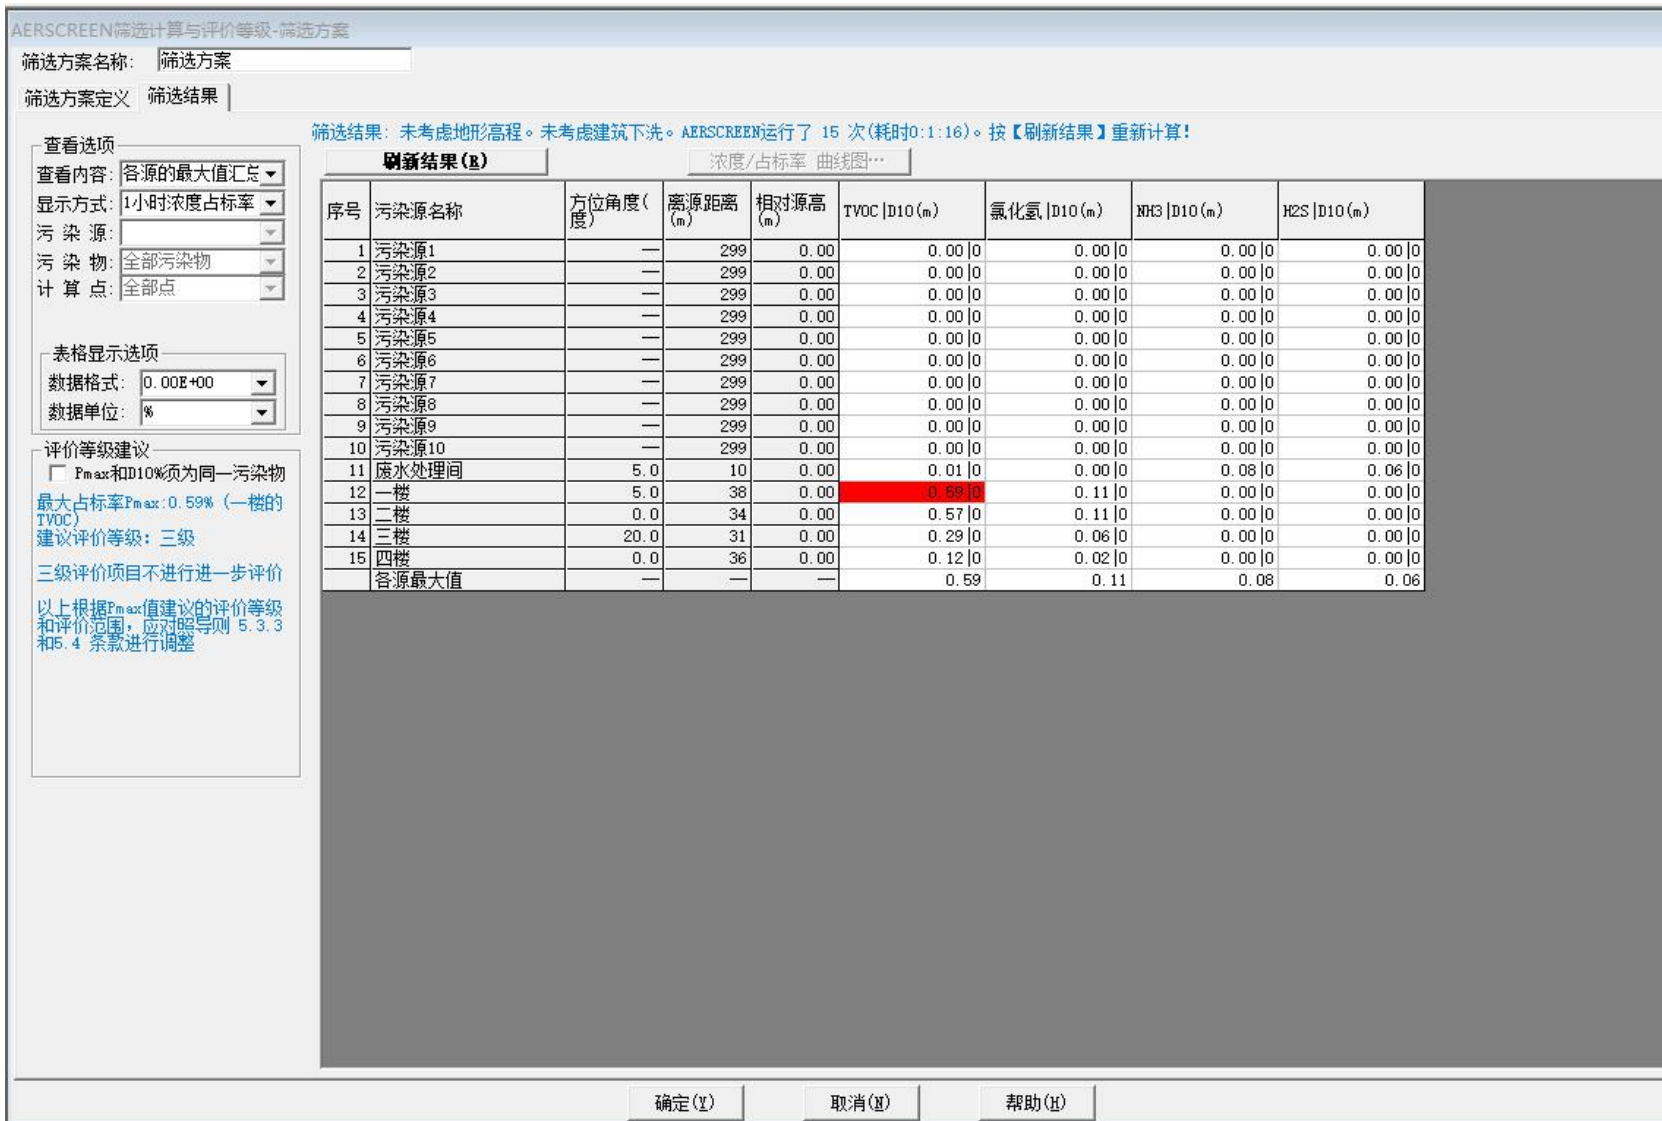 AERSCREEN筛选计算与评价等级-筛选方案
筛选方案名称: 筛选方案
筛选方案定义 筛选结果
筛选结果: 未考虑地形高程。未考虑建筑下洗。AERSCREEN运行了 15 次(耗时0:1:16)。按【刷新结果】重新计算!
刷新结果(R) 浓度/占标率 曲线图…
查看选项
查看内容: 各源的最大值汇总
显示方式: 1小时浓度占标率
污 染 源:
污 染 物: 全部污染物
计 算 点: 全部点
表格显示选项
数据格式: 0.00E+00
数据单位: %
评价等级建议
Pmax和D10%须为同一污染物
最大占标率Pmax:0.59% (一楼的
TVOC)
建议评价等级: 三级
三级评价项目不进行进一步评价
以上根据Pmax值建议的评价等级
和评价范围,应对照导则 5.3.3
和5.4 条款进行调整
序号 污染源名称 方位角度(度) 离源距离(m) 相对源高(m) TVOC|D10(m) 氯化氢|D10(m) NH3|D10(m) H2S|D10(m)
1 污染源1 — 299 0.00 0.00|0 0.00|0 0.00|0 0.00|0
2 污染源2 — 299 0.00 0.00|0 0.00|0 0.00|0 0.00|0
3 污染源3 — 299 0.00 0.00|0 0.00|0 0.00|0 0.00|0
4 污染源4 — 299 0.00 0.00|0 0.00|0 0.00|0 0.00|0
5 污染源5 — 299 0.00 0.00|0 0.00|0 0.00|0 0.00|0
6 污染源6 — 299 0.00 0.00|0 0.00|0 0.00|0 0.00|0
7 污染源7 — 299 0.00 0.00|0 0.00|0 0.00|0 0.00|0
8 污染源8 — 299 0.00 0.00|0 0.00|0 0.00|0 0.00|0
9 污染源9 — 299 0.00 0.00|0 0.00|0 0.00|0 0.00|0
10 污染源10 — 299 0.00 0.00|0 0.00|0 0.00|0 0.00|0
11 废水处理间 5.0 10 0.00 0.01|0 0.00|0 0.08|0 0.06|0
12 一楼 5.0 38 0.00 0.59|0 0.11|0 0.00|0 0.00|0
13 二楼 0.0 34 0.00 0.57|0 0.11|0 0.00|0 0.00|0
14 三楼 20.0 31 0.00 0.29|0 0.06|0 0.00|0 0.00|0
15 四楼 0.0 36 0.00 0.12|0 0.02|0 0.00|0 0.00|0
各源最大值 — — — 0.59 0.11 0.08 0.06
确定(Y) 取消(N) 帮助(H)